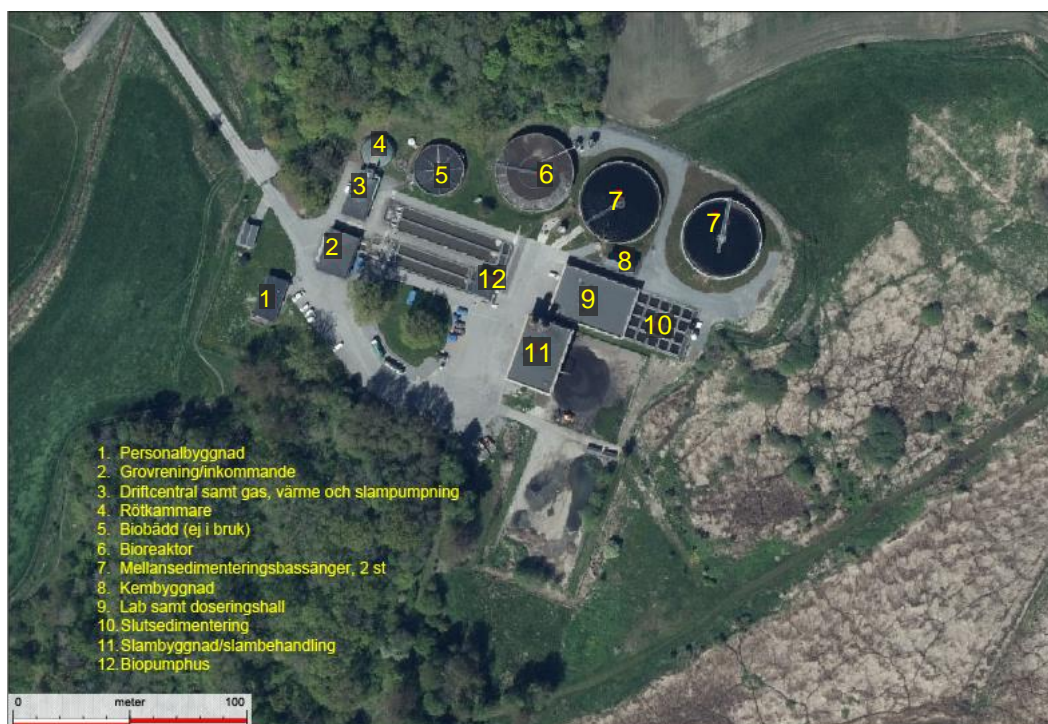 4
5
6
3
7
7
2
8
12
1
9
10
11
1. Personalbyggnad
2. Grovrening/inkommande
3. Driftcentral samt gas, värme och slampumpning
4. Rötkammare
5. Biobädd (ej i bruk)
6. Bioreaktor
7. Mellansedimenteringsbassänger, 2 st
8. Kembyggnad
9. Lab samt doseringshall
10. Slutsedimentering
11. Slambyggnad/slambehandling
12. Biopumphus
0 meter 100